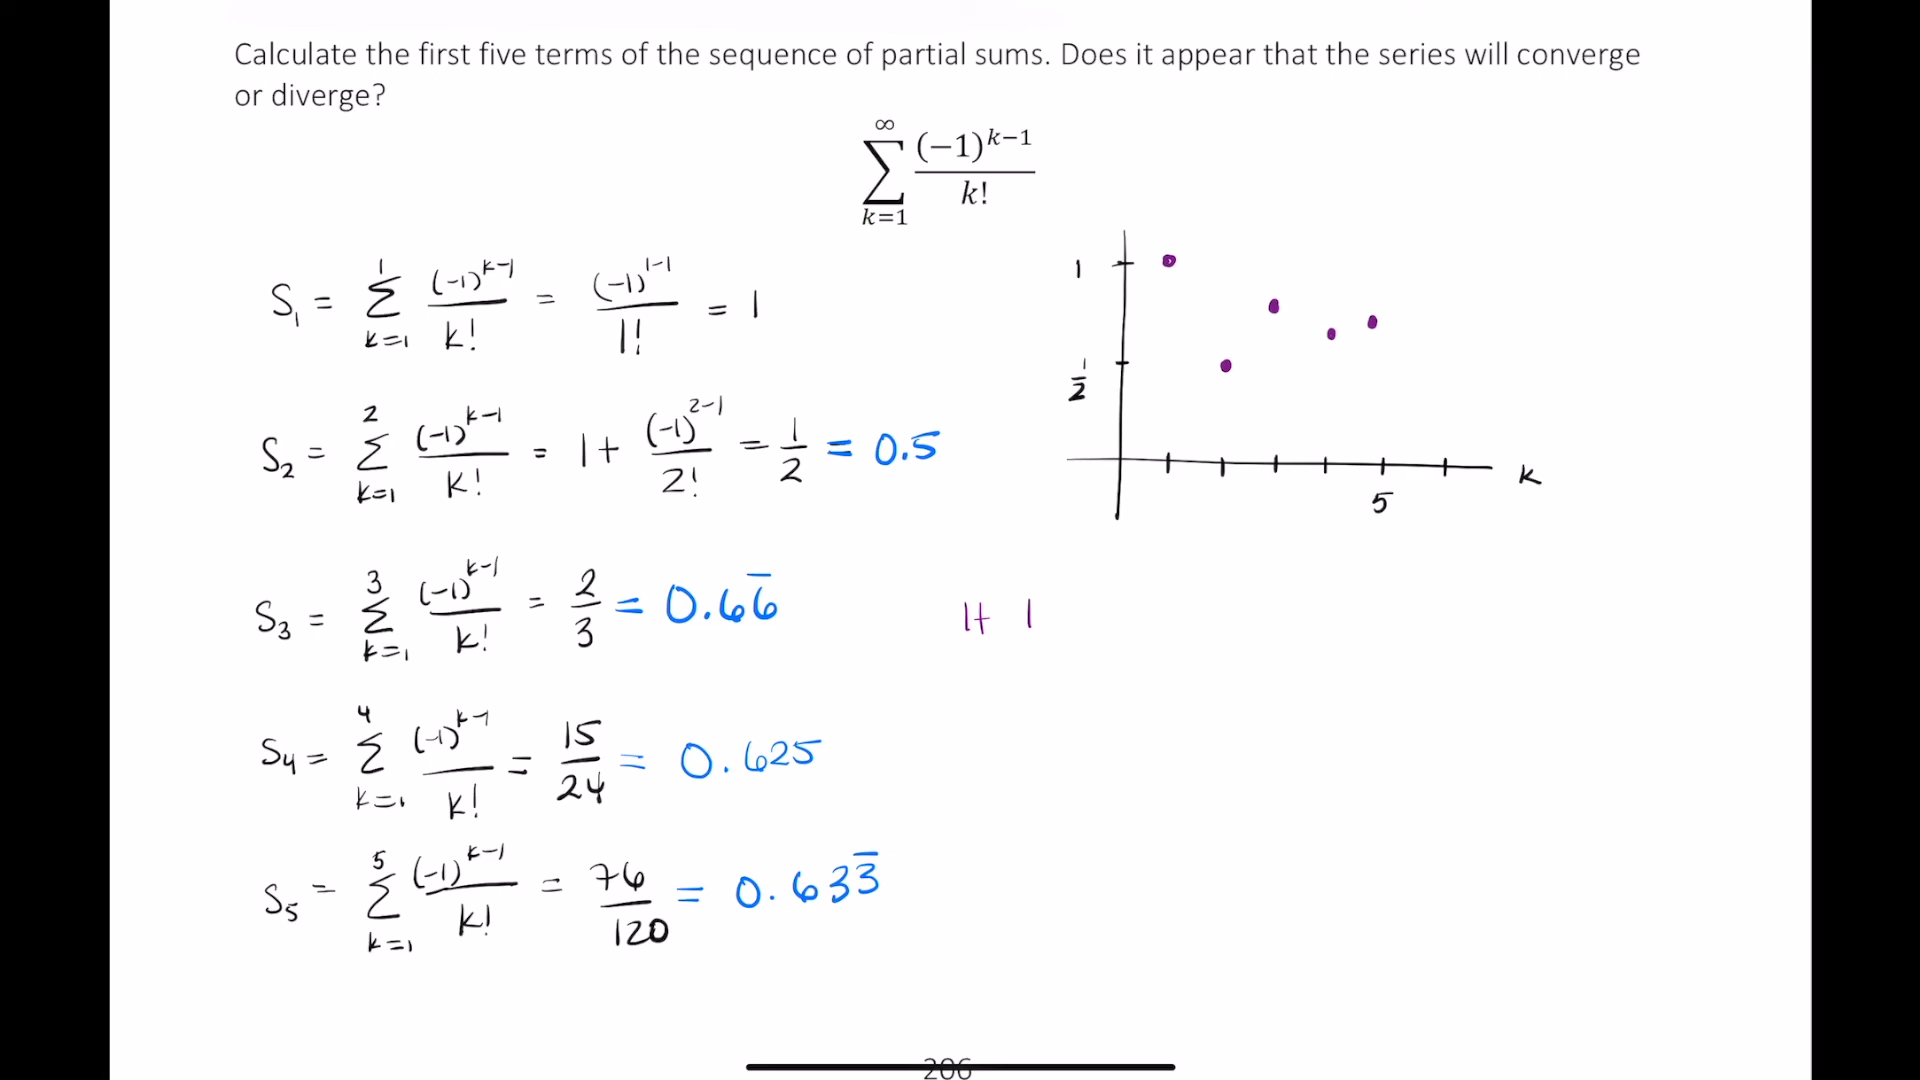 Calculate the first five terms of the sequence of partial sums. Does it appear that the series will converge
or diverge?
∑_{k=1}^{∞} (−1)^{k−1}/k!
S₁ = ∑_{k=1}^{1} (-1)^{k-1}/k! = (-1)^{1-1}/1! = 1
S₂ = ∑_{k=1}^{2} (-1)^{k-1}/k! = 1 + (-1)^{2-1}/2! = 1/2 = 0.5
S₃ = ∑_{k=1}^{3} (-1)^{k-1}/k! = 2/3 = 0.66̅
S₄ = ∑_{k=1}^{4} (-1)^{k-1}/k! = 15/24 = 0.625
S₅ = ∑_{k=1}^{5} (-1)^{k-1}/k! = 76/120 = 0.633̅
1
1/2
k
5
1+ 1
206